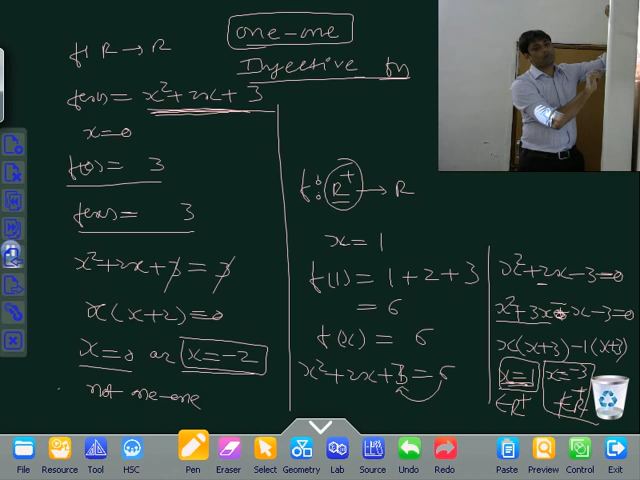 one-one
Injective fn
f: R → R
f(x) = x²+2x+3
x=0
f(0) = 3
f(x) = 3
x²+2x+3 = 3
x(x+2)=0
x=0 or x=-2
not one-one
f: R⁺ → R
x=1
f(1) = 1+2+3
= 6
f(x) = 6
x²+2x+3 = 6
x²+2x-3=0
x²+3x-x-3=0
x(x+3)-1(x+3)
x=1 x=-3
∈R⁺ ∉R⁺
File Resource Tool HSC Pen Eraser Select Geometry Lab Source Undo Redo Paste Preview Control Exit